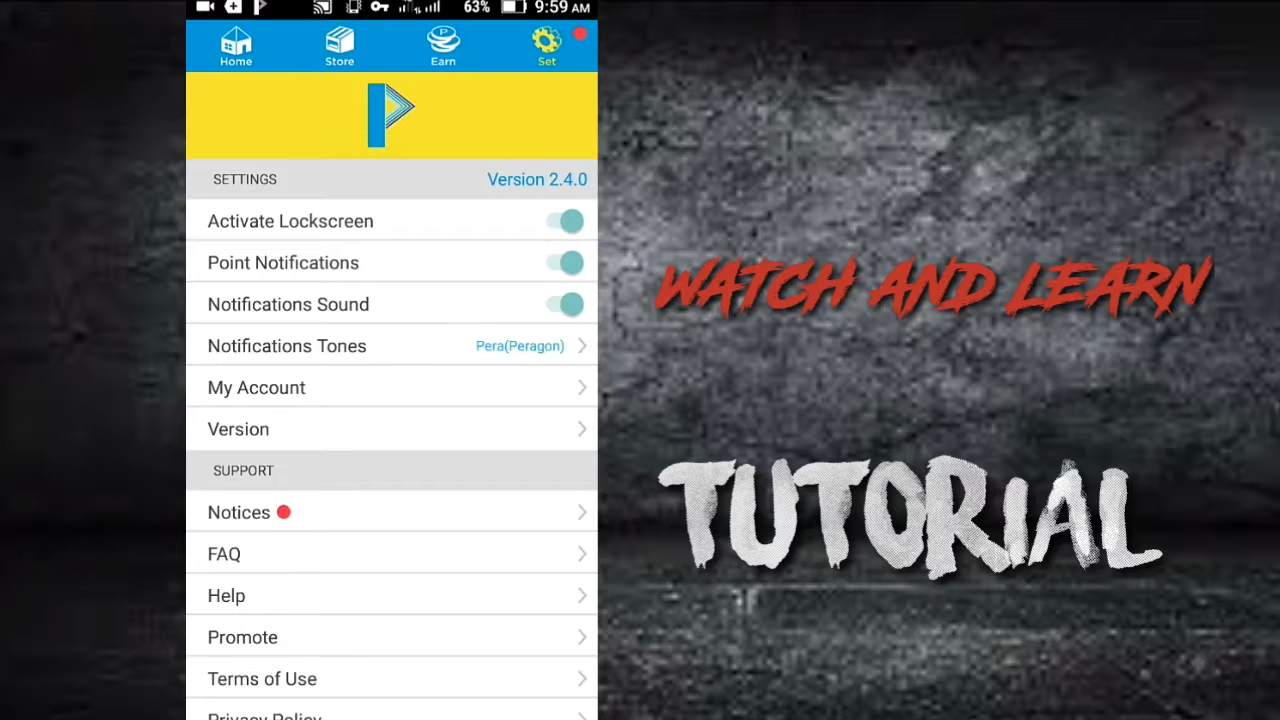 63% 9:59 AM
Home Store Earn Set
SETTINGS Version 2.4.0
Activate Lockscreen
Point Notifications
Notifications Sound
Notifications Tones Pera(Peragon)
My Account
Version
SUPPORT
Notices
FAQ
Help
Promote
Terms of Use
Privacy Policy
WATCH AND LEARN
TUTORIAL